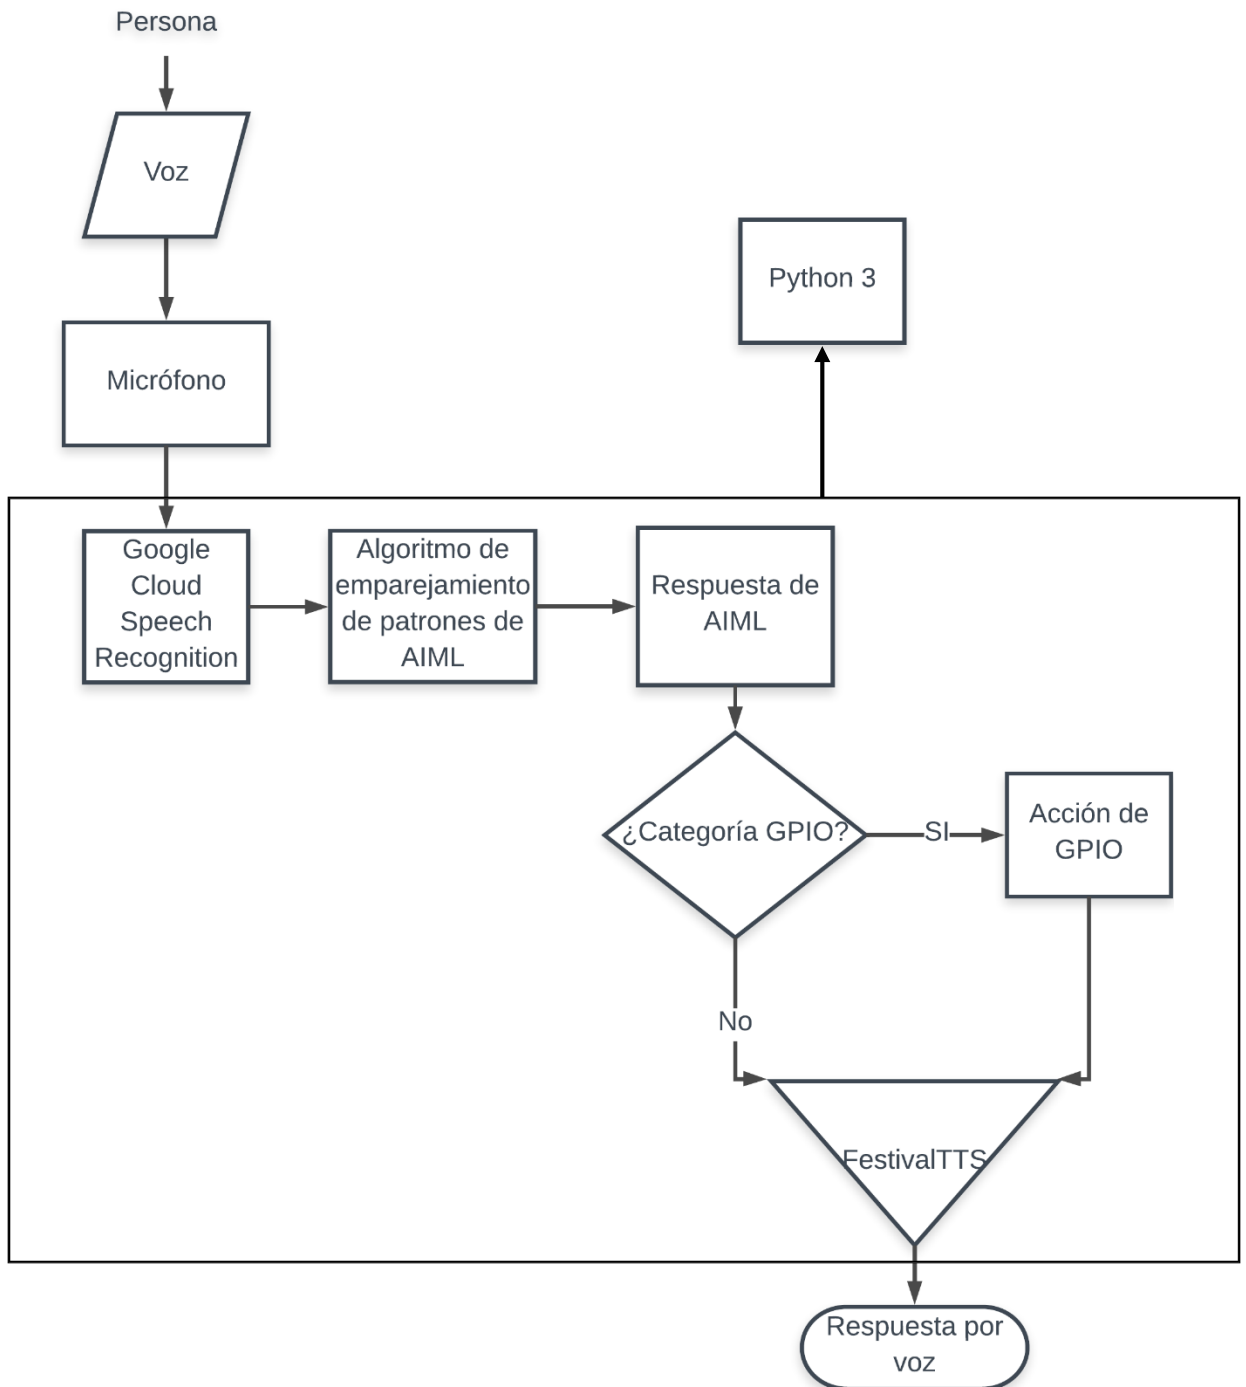 Persona
Voz
Python 3
Micrófono
Google
Cloud
Speech
Recognition
Algoritmo de
emparejamiento
de patrones de
AIML
Respuesta de
AIML
¿Categoría GPIO?
SI
Acción de
GPIO
No
FestivalTTS
Respuesta por
voz